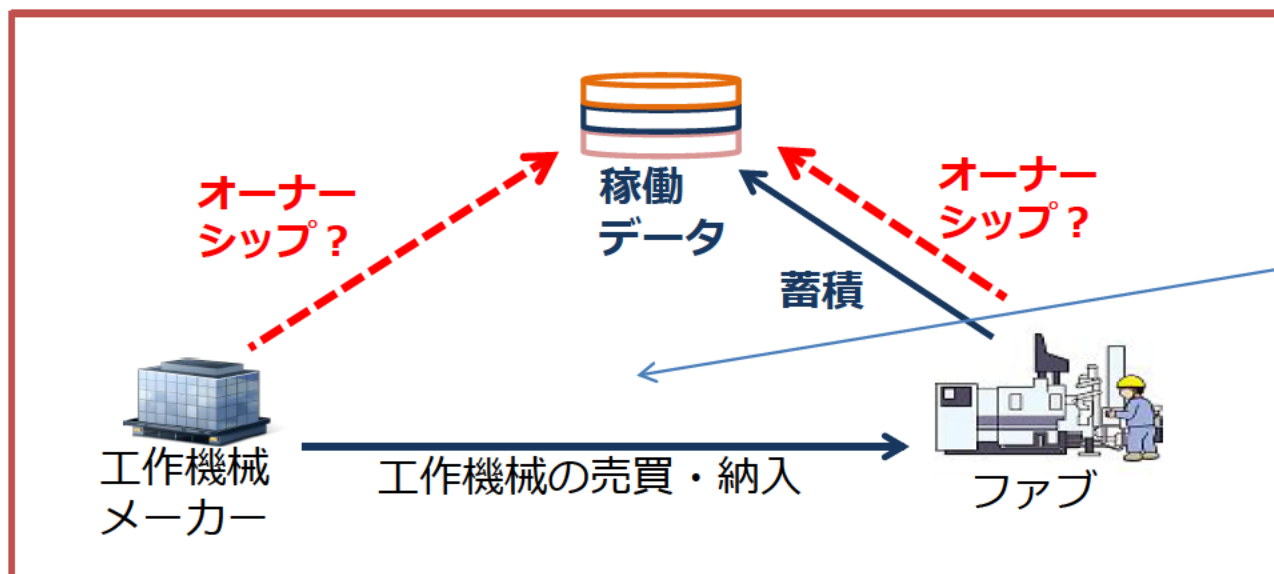 オーナー
シップ？
稼働
データ
オーナー
シップ？
蓄積
工作機械
メーカー
工作機械の売買・納入
ファブ